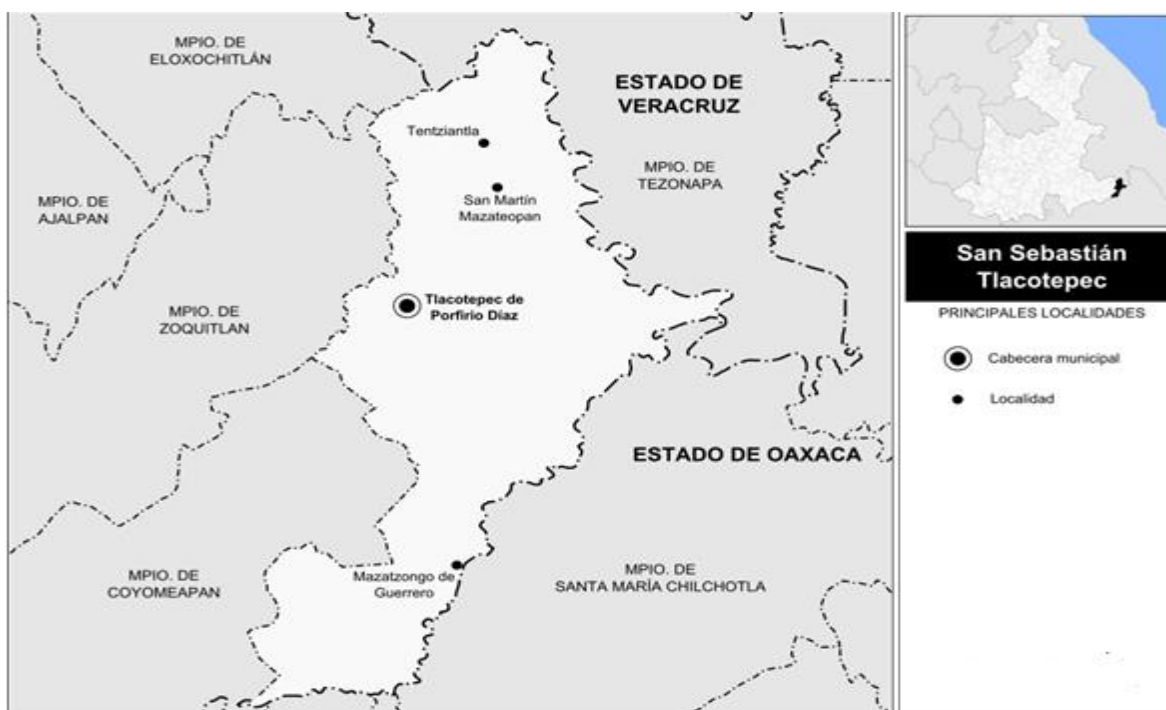 MPIO. DE
ELOXOCHITLÁN
ESTADO DE
VERACRUZ
Tentziantla
MPIO. DE
TEZONAPA
MPIO. DE
AJALPAN
San Martín
Mazateopan
Tlacotepec de
Porfirio Díaz
MPIO. DE
ZOQUITLAN
ESTADO DE OAXACA
MPIO. DE
COYOMEAPAN
Mazatzongo de
Guerrero
MPIO. DE
SANTA MARÍA CHILCHOTLA
San Sebastián
Tlacotepec
PRINCIPALES LOCALIDADES
Cabecera municipal
Localidad